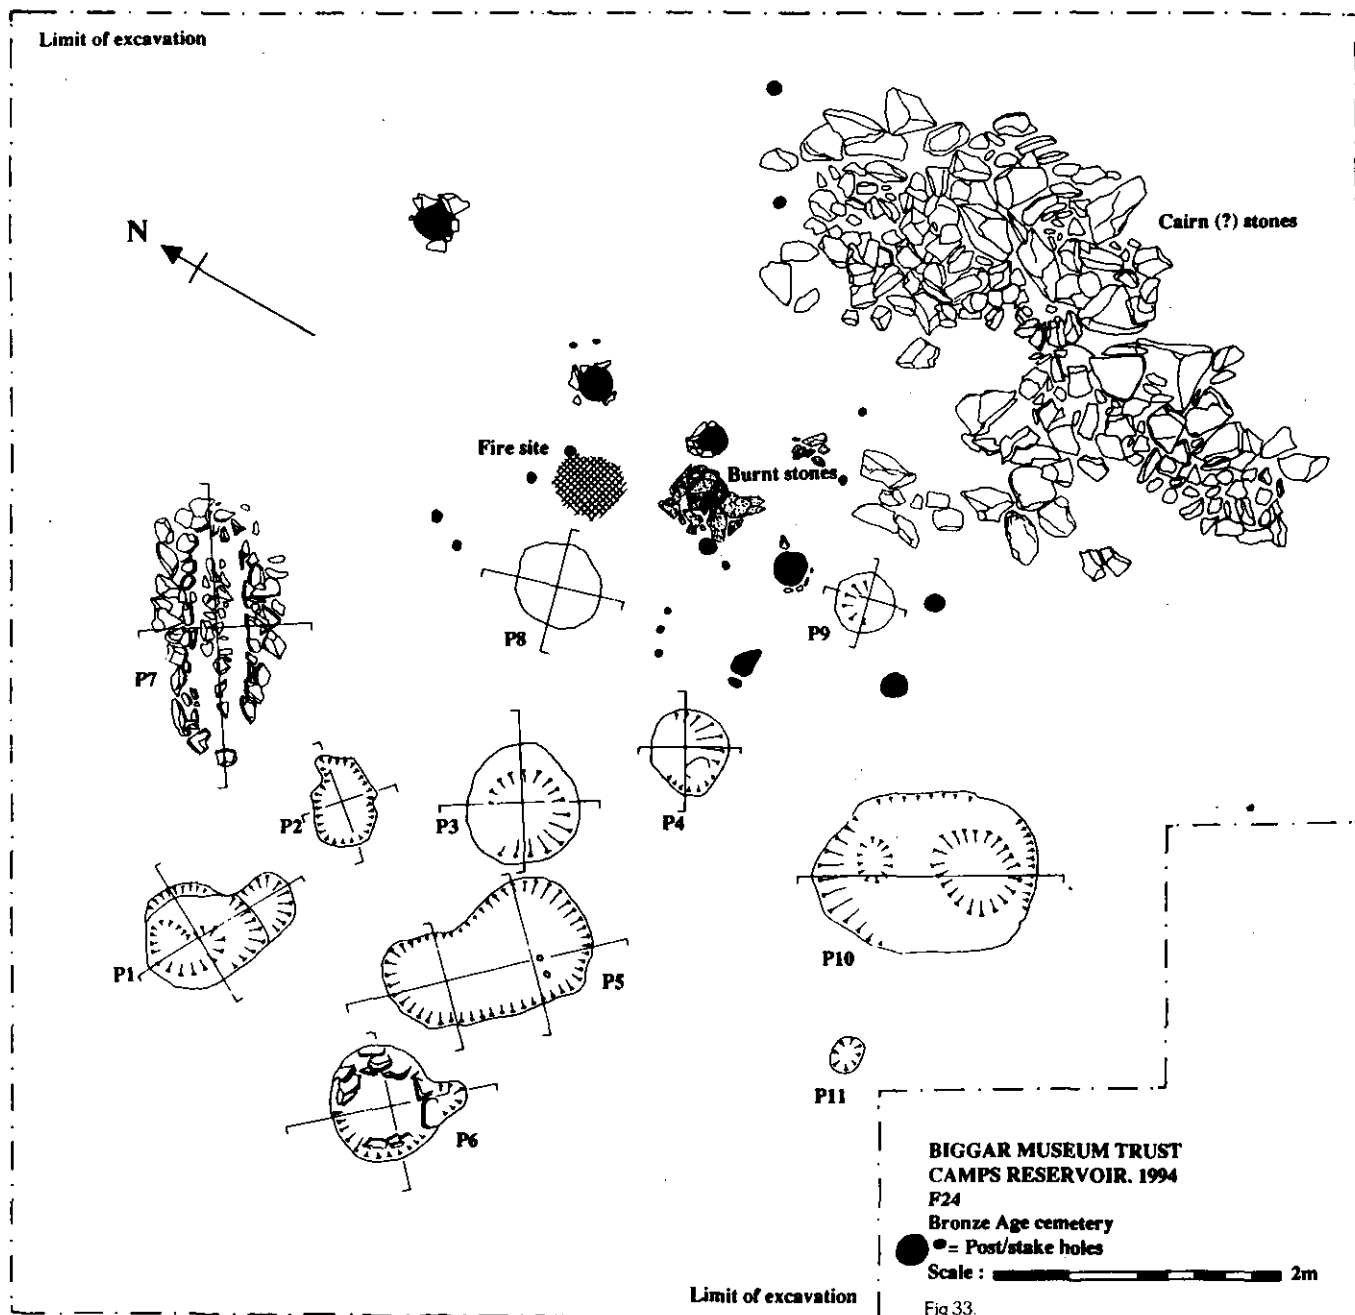 Limit of excavation
N
Cairn (?) stones
Fire site
Burnt stones
P7
P8
P9
P2
P3
P4
P1
P5
P10
P6
P11
BIGGAR MUSEUM TRUST
CAMPS RESERVOIR. 1994
F24
Bronze Age cemetery
= Post/stake holes
Scale : 2m
Limit of excavation
Fig 33.